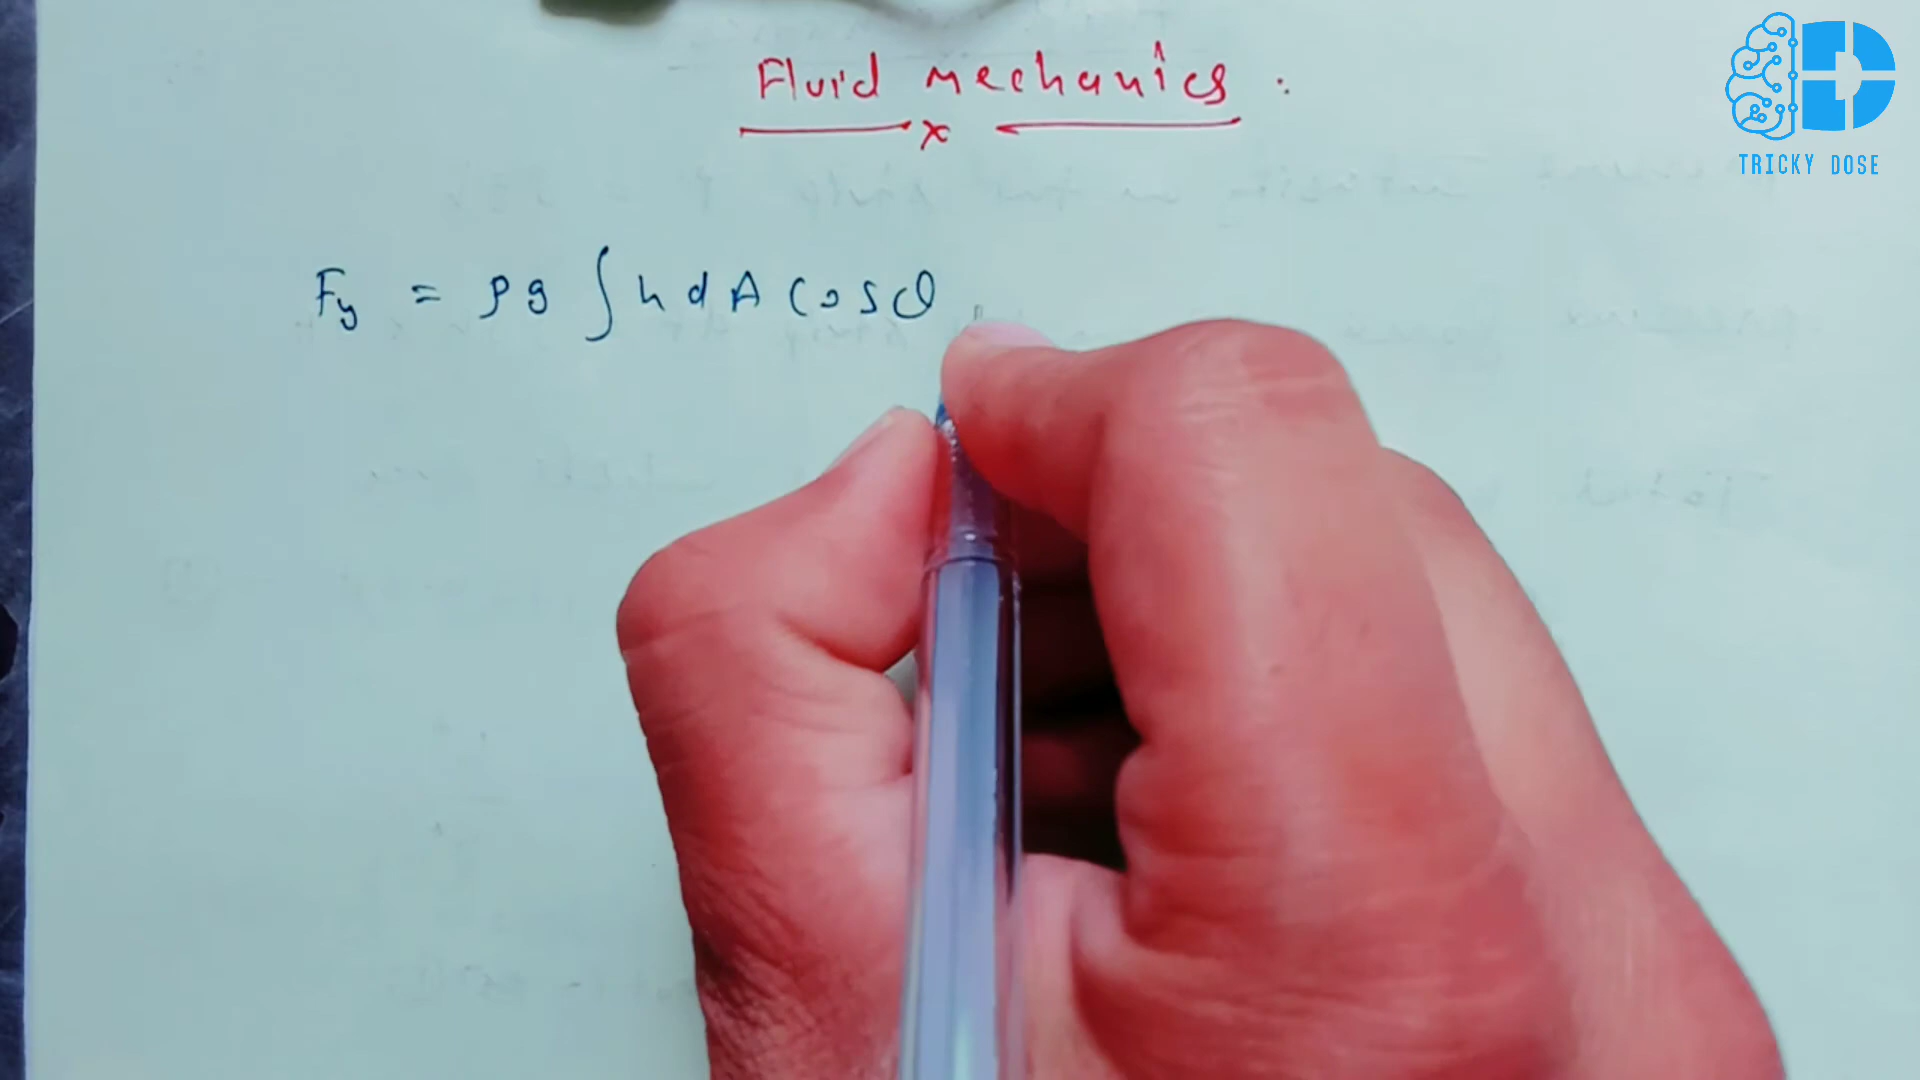 Fluid mechanics :
x
TRICKY DOSE
Fy = ρg ∫ h dA cosθ